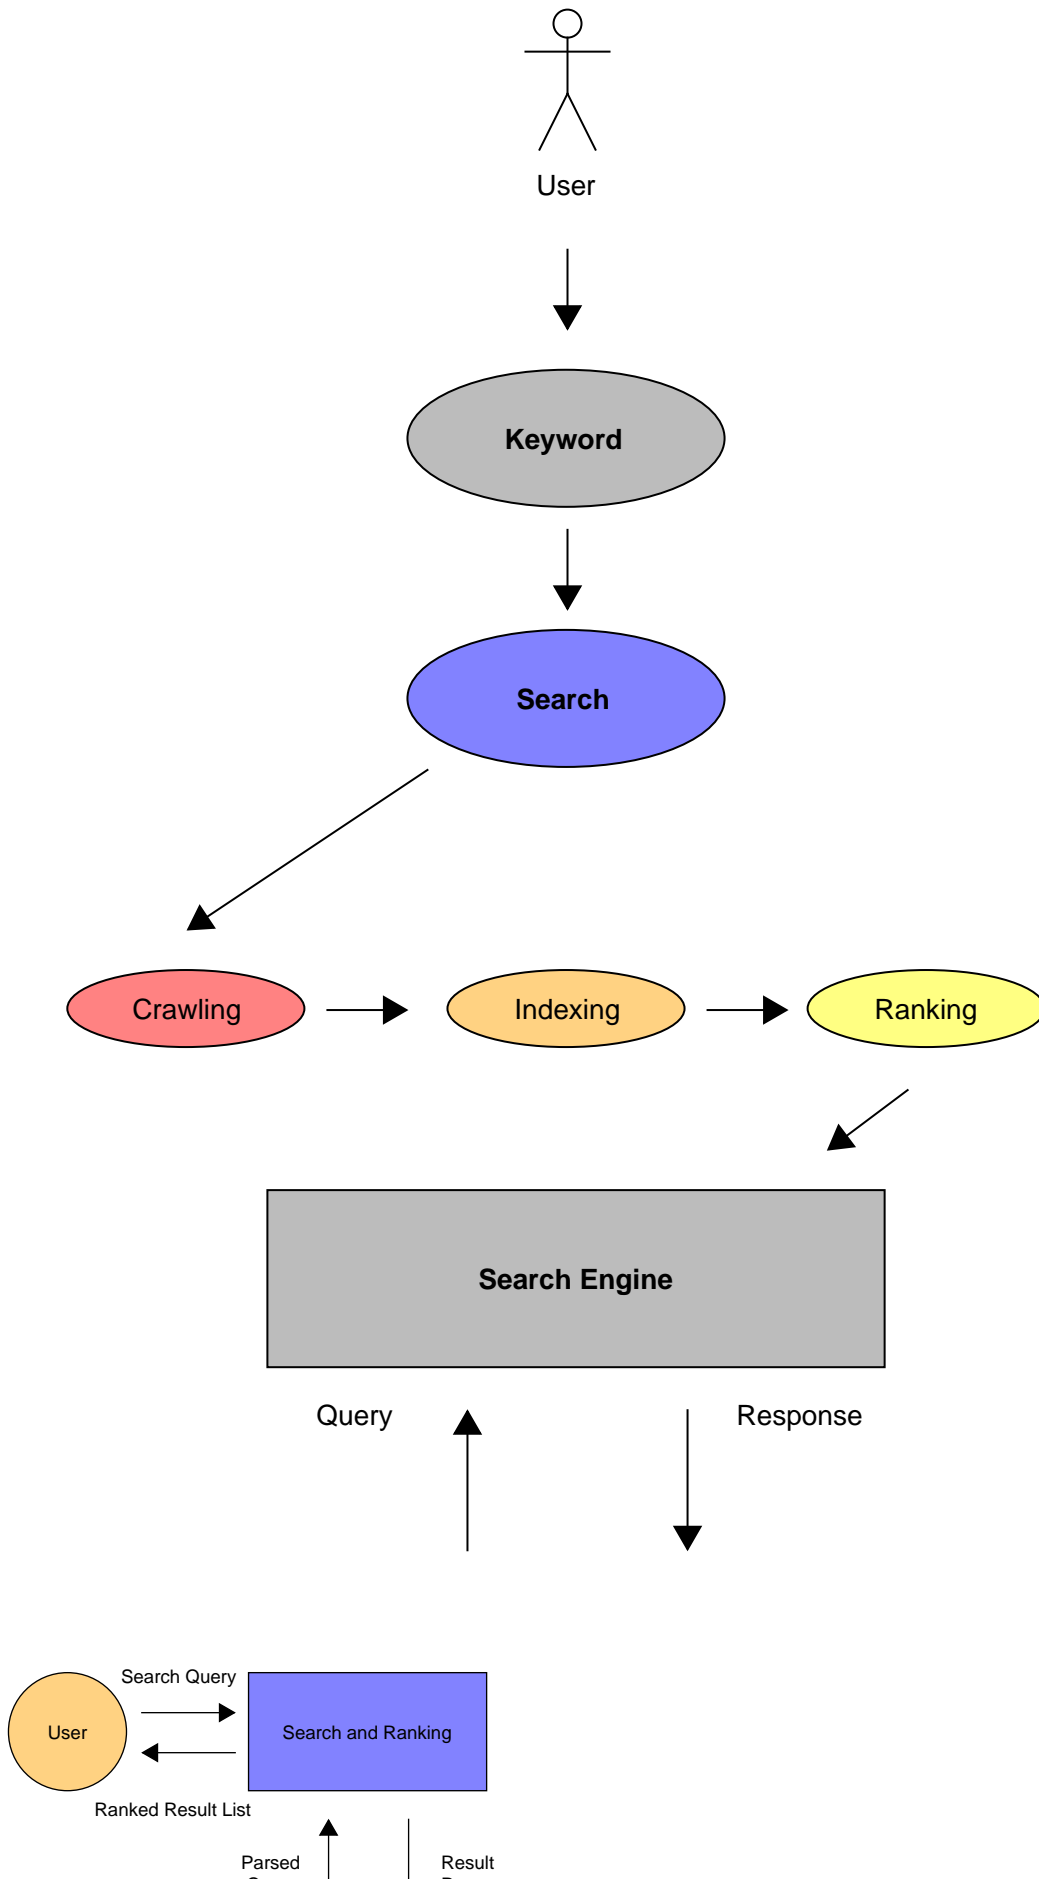 User
Keyword
Search
Crawling
Indexing
Ranking
Search Engine
Query
Response
Search Query
User
Search and Ranking
Ranked Result List
Parsed
Result